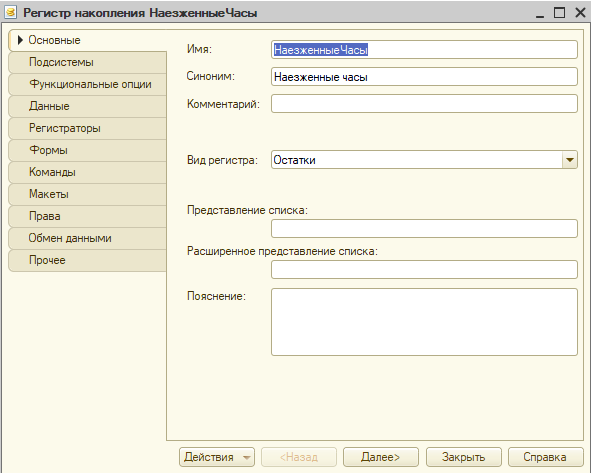 Регистр накопления НаезженныеЧасы
Основные
Подсистемы
Функциональные опции
Данные
Регистраторы
Формы
Команды
Макеты
Права
Обмен данными
Прочее
Имя: НаезженныеЧасы
Синоним: Наезженные часы
Комментарий:
Вид регистра: Остатки
Представление списка:
Расширенное представление списка:
Пояснение:
Действия <Назад Далее> Закрыть Справка